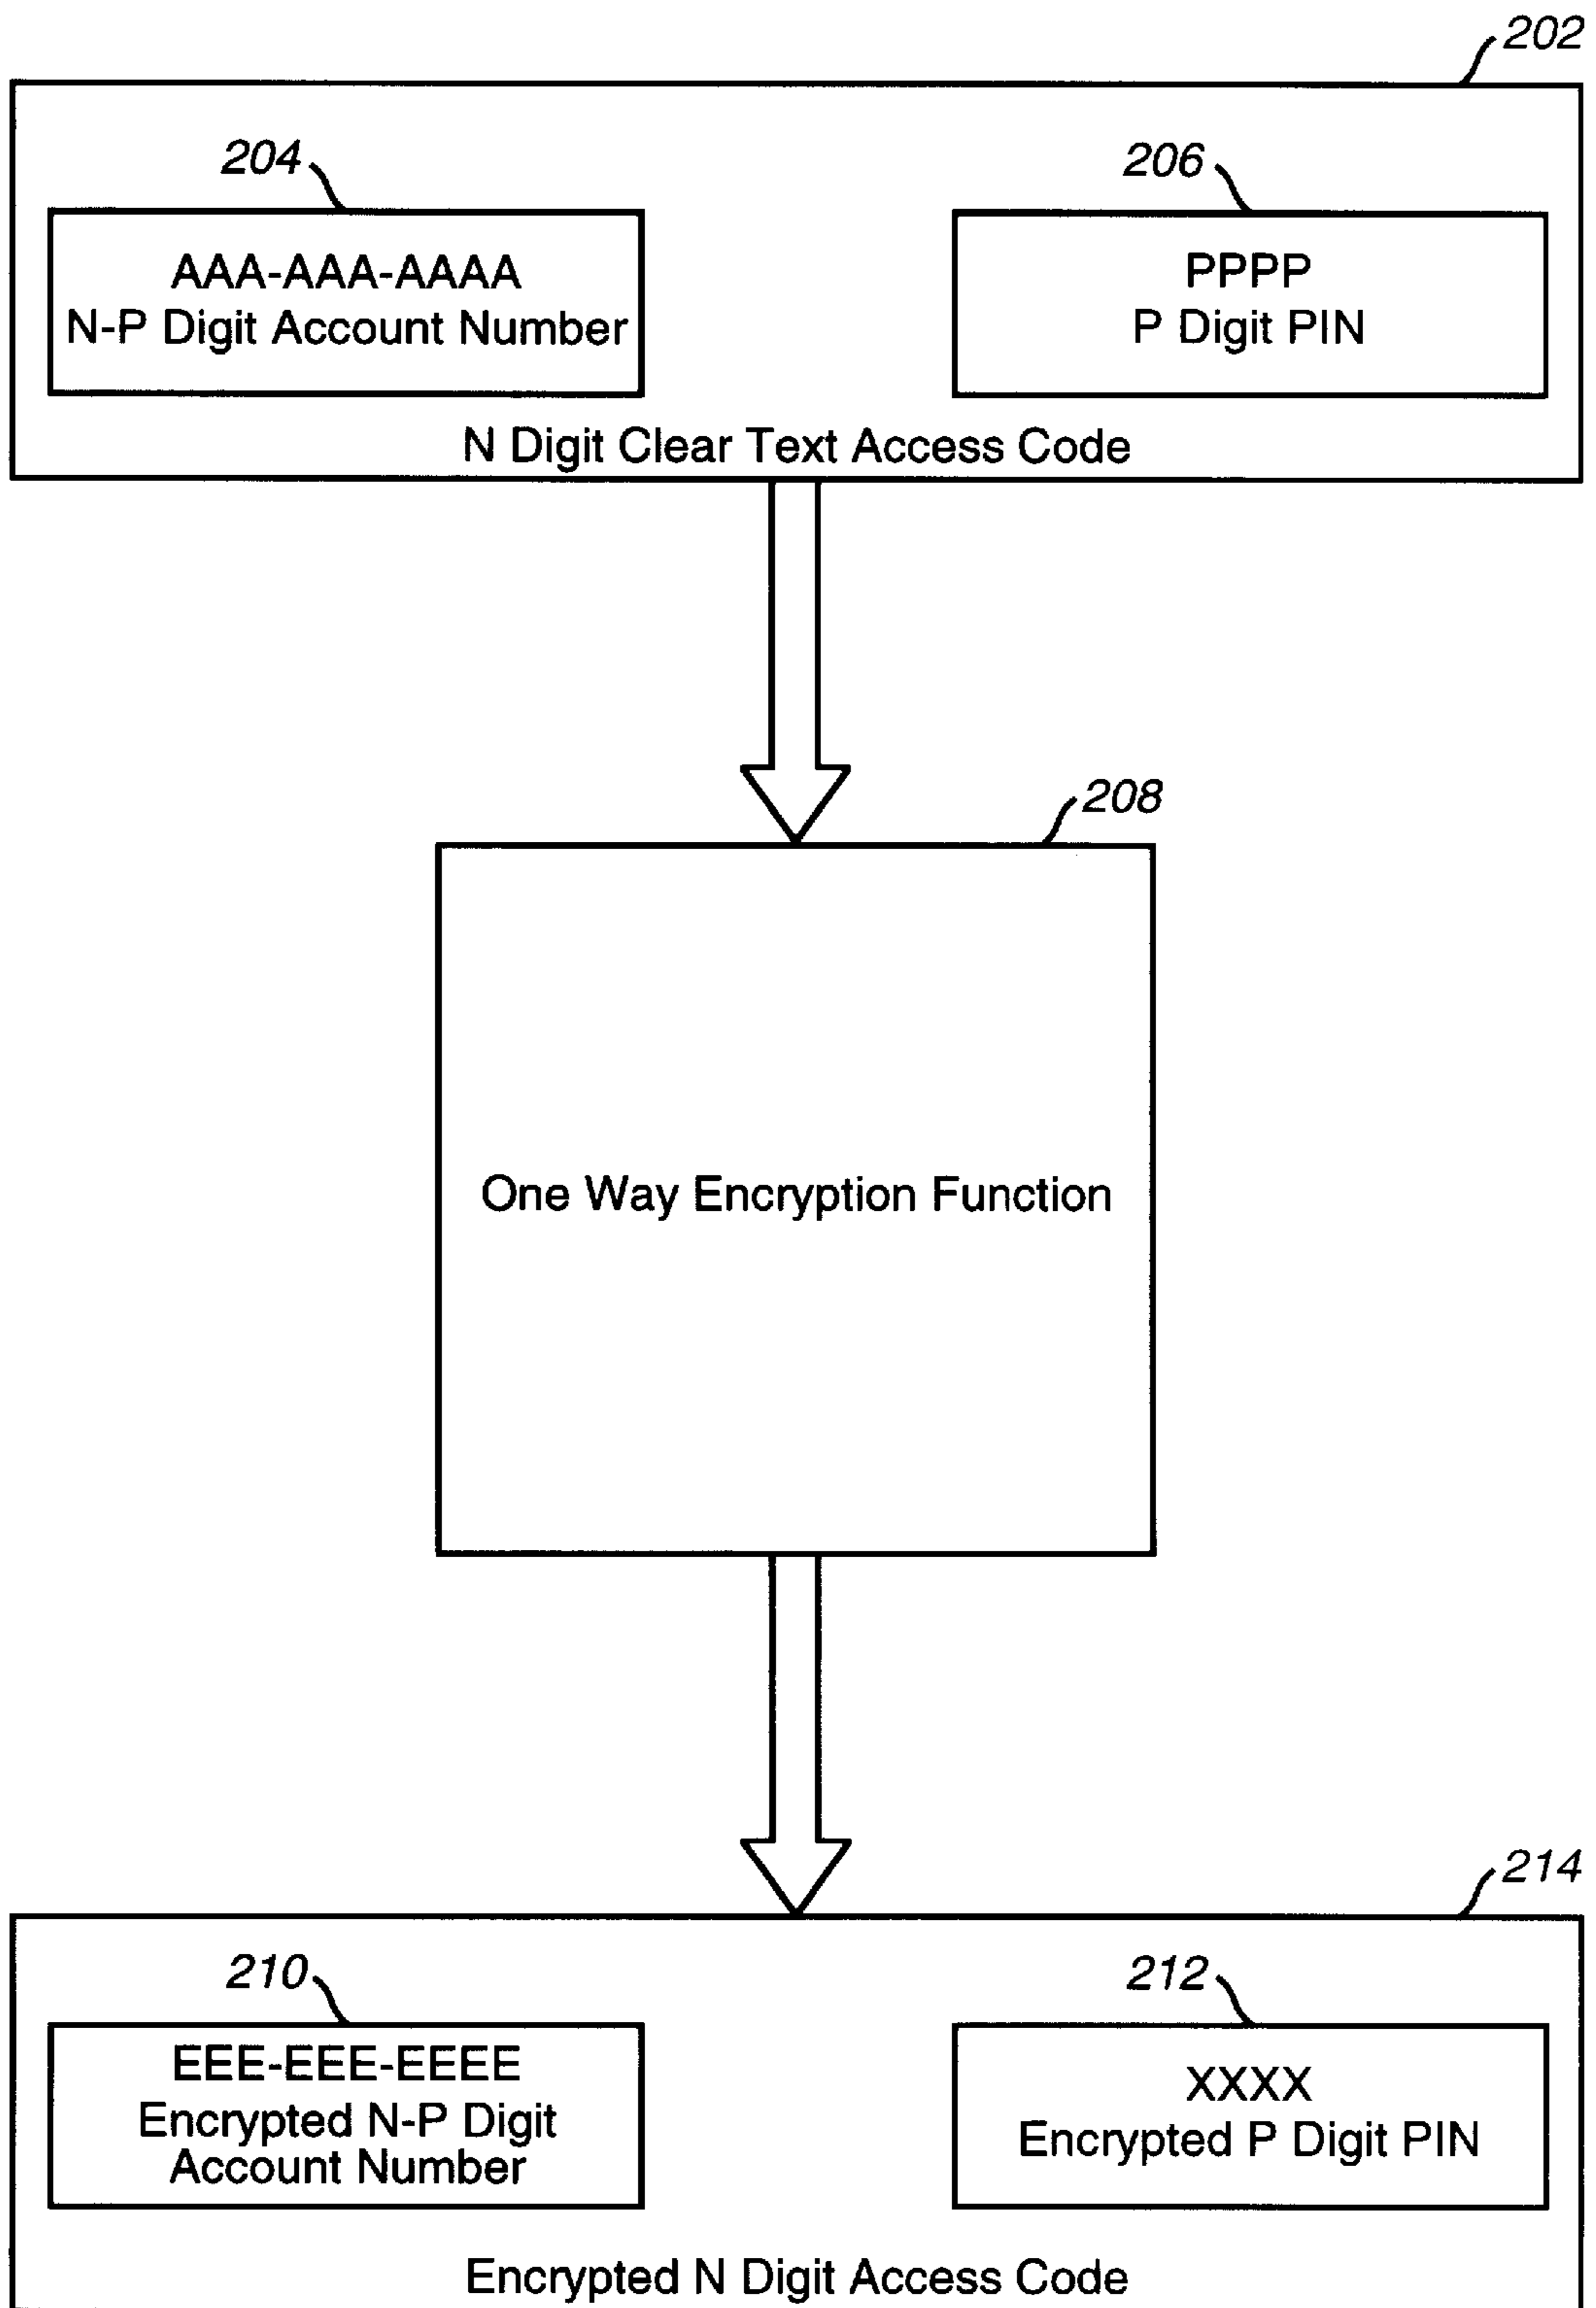 202
204
206
AAA-AAA-AAAA
N-P Digit Account Number
PPPP
P Digit PIN
N Digit Clear Text Access Code
208
One Way Encryption Function
214
210
212
EEE-EEE-EEEE
Encrypted N-P Digit
Account Number
XXXX
Encrypted P Digit PIN
Encrypted N Digit Access Code